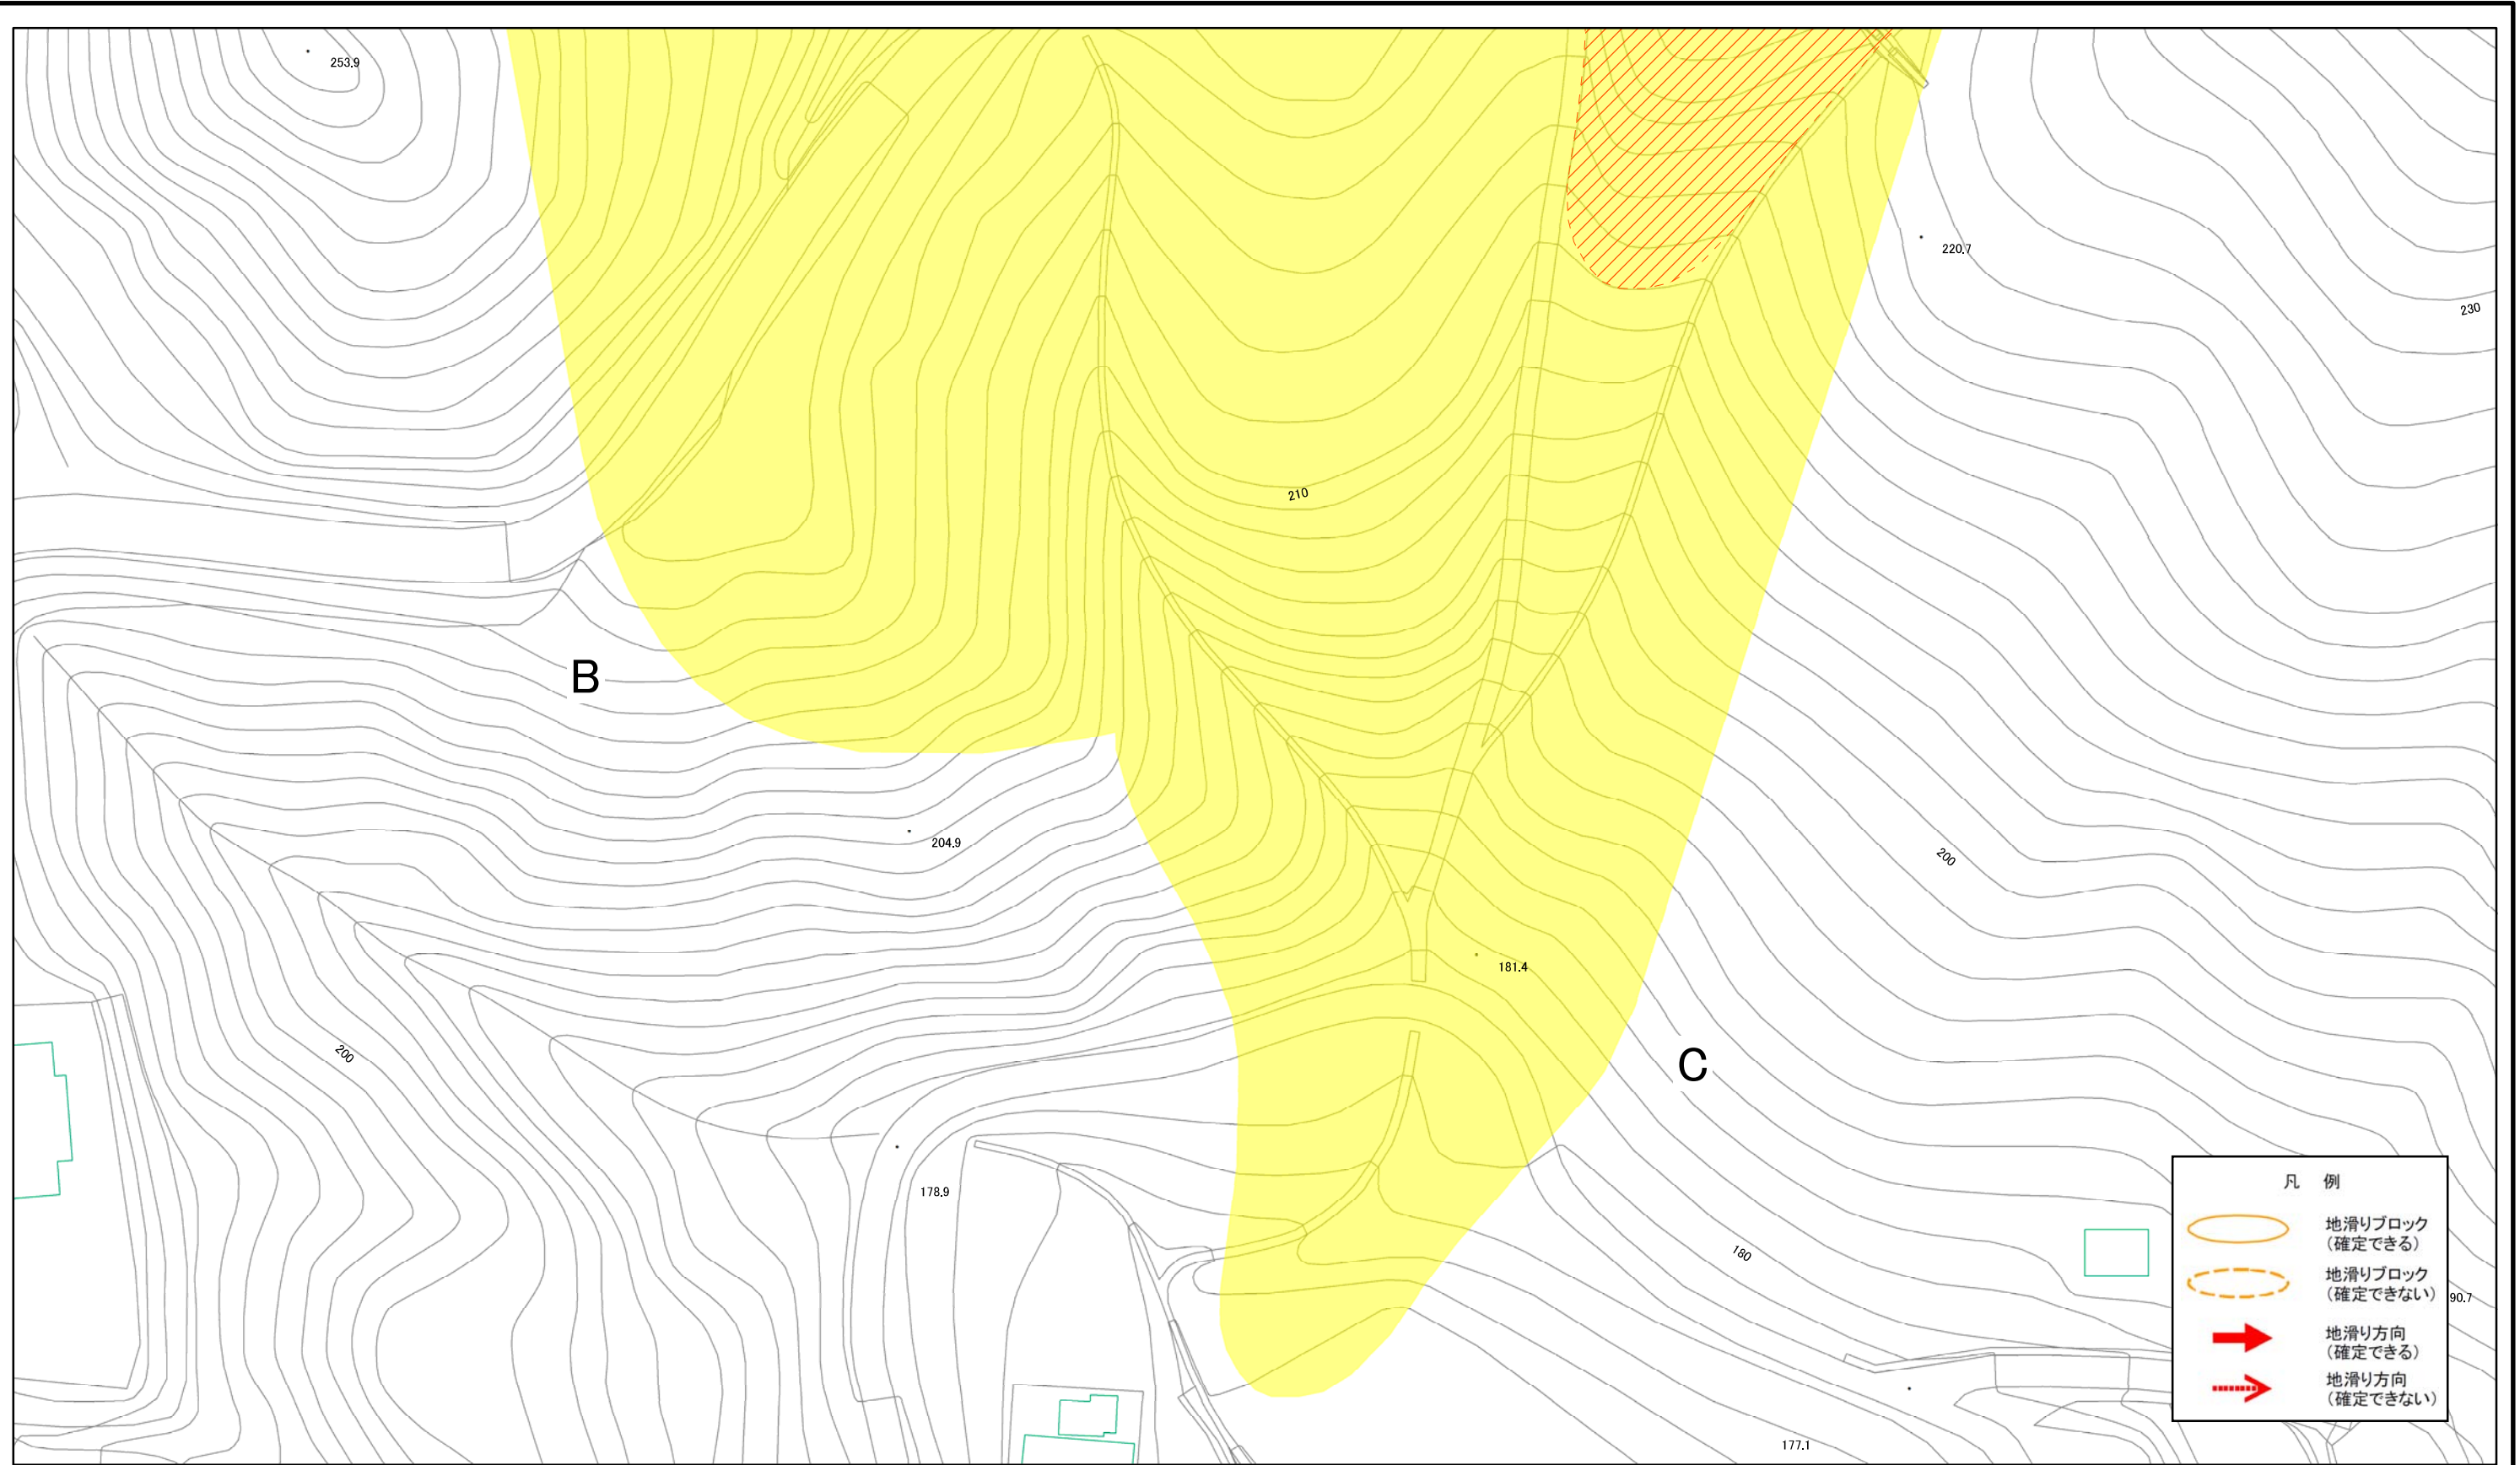 253.9
220.7
230
210
B
204.9
200
181.4
200
C
178.9
180
凡 例
地滑りブロック
(確定できる)
地滑りブロック
(確定できない)
90.7
地滑り方向
(確定できる)
地滑り方向
(確定できない)
177.1